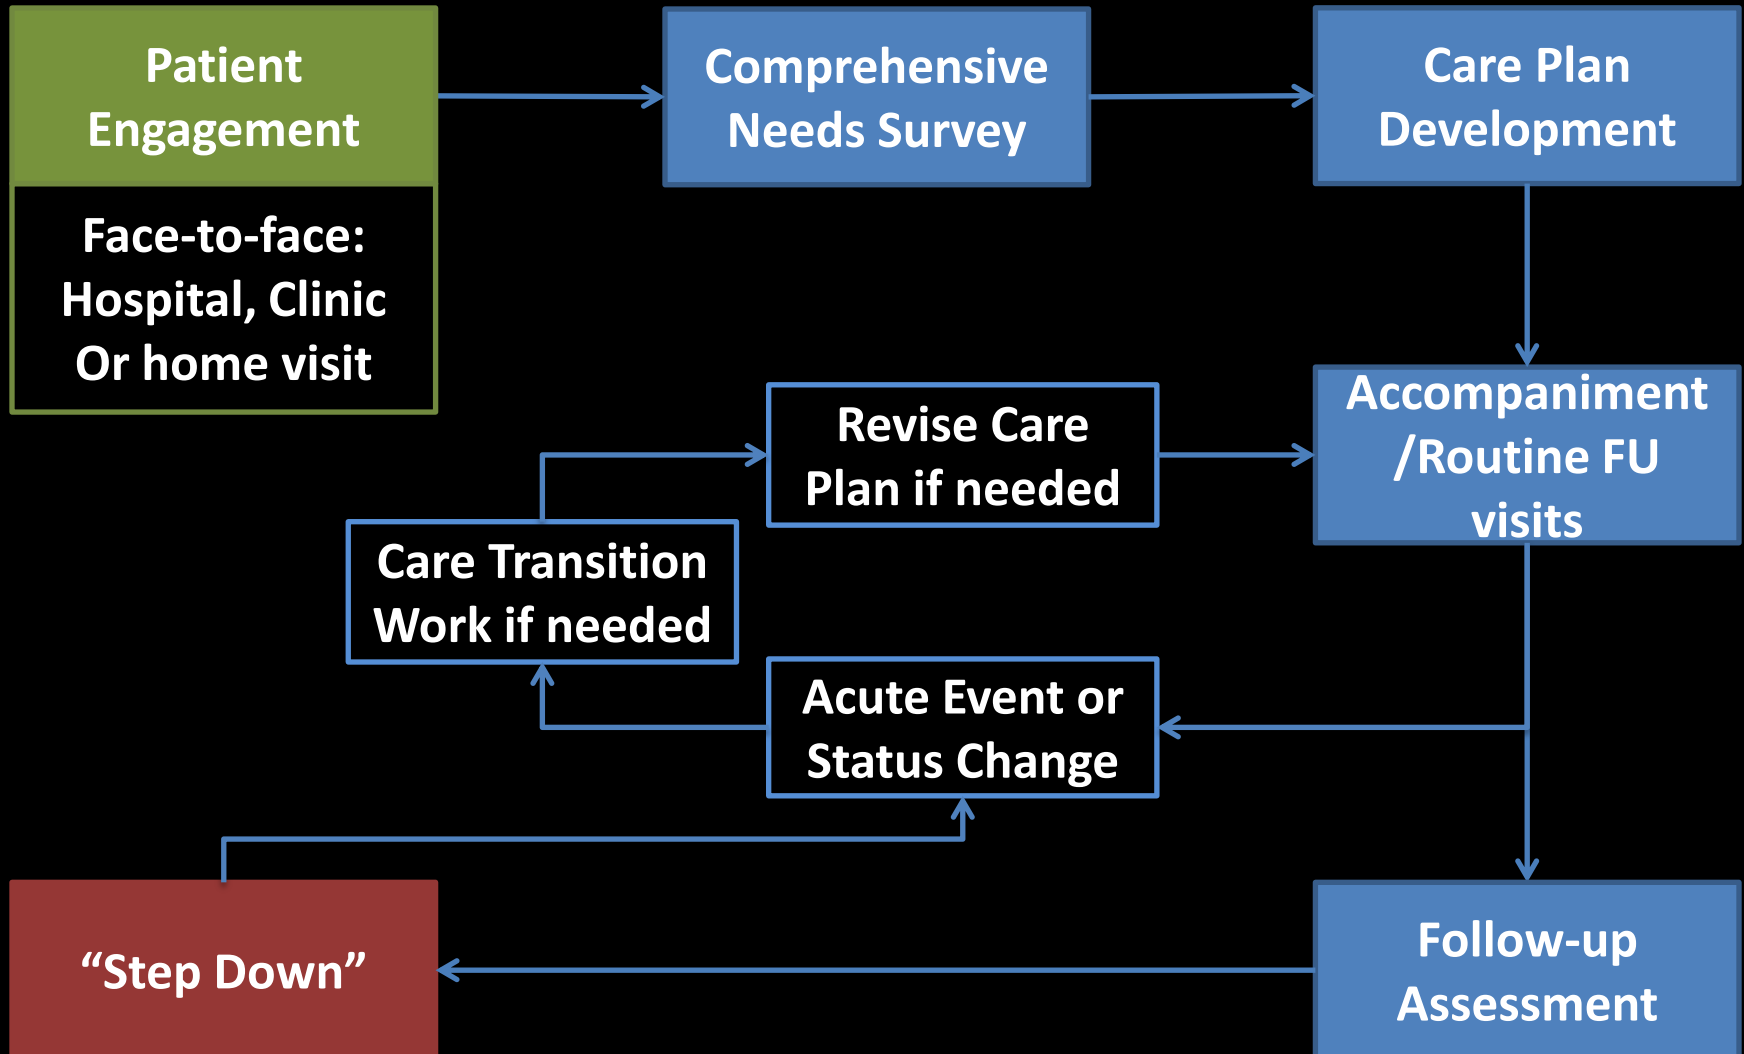 Patient
Engagement
Face-to-face:
Hospital, Clinic
Or home visit
Comprehensive
Needs Survey
Care Plan
Development
Accompaniment
/Routine FU
visits
Revise Care
Plan if needed
Care Transition
Work if needed
Acute Event or
Status Change
“Step Down”
Follow-up
Assessment